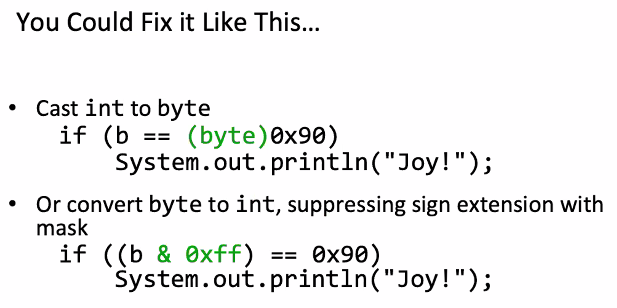 You Could Fix it Like This...
• Cast int to byte
if (b == (byte)0x90)
System.out.println("Joy!");
• Or convert byte to int, suppressing sign extension with
mask
if ((b & 0xff) == 0x90)
System.out.println("Joy!");